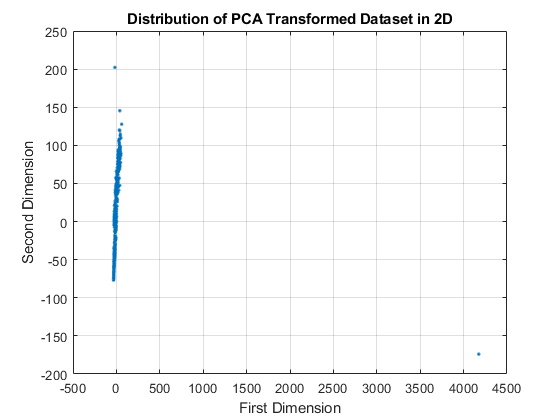 Distribution of PCA Transformed Dataset in 2D
250
200
150
100
50
0
-50
-100
-150
-200
Second Dimension
-500 0 500 1000 1500 2000 2500 3000 3500 4000 4500
First Dimension